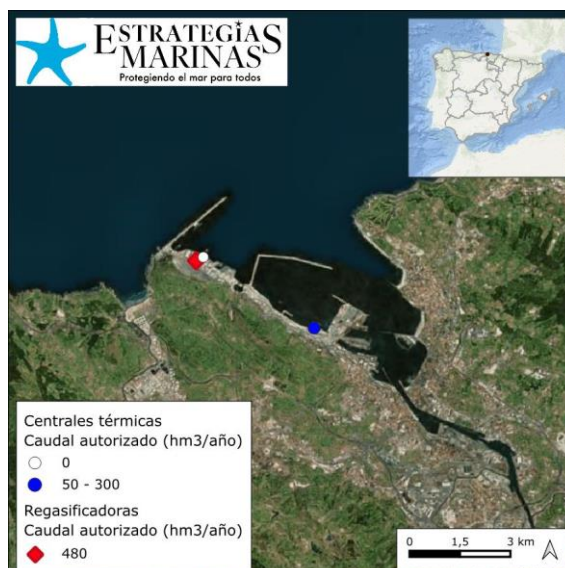 ESTRATEGIAS
MARINAS
Protegiendo el mar para todos
Centrales térmicas
Caudal autorizado (hm3/año)
0
50 - 300
Regasificadoras
Caudal autorizado (hm3/año)
480
0 1,5 3 km